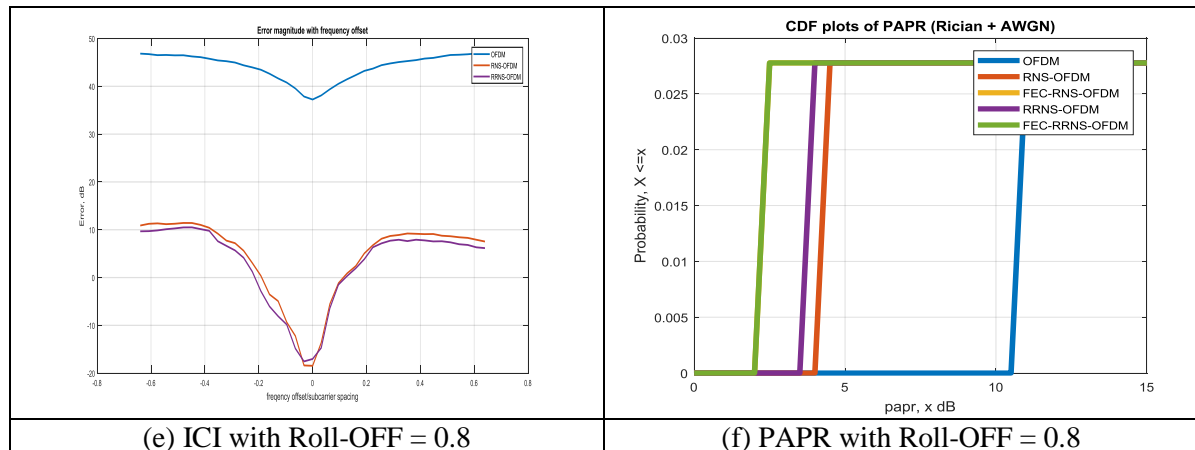 Error magnitude with frequency offset
50
40
30
20
10
0
-10
-20
Error, dB
OFDM
RNS-OFDM
RRNS-OFDM
-0.8 -0.6 -0.4 -0.2 0 0.2 0.4 0.6 0.8
freqency offset/subcarrier spacing
(e) ICI with Roll-OFF = 0.8
CDF plots of PAPR (Rician + AWGN)
0.03
0.025
0.02
0.015
0.01
0.005
0
Probability, X <=x
OFDM
RNS-OFDM
FEC-RNS-OFDM
RRNS-OFDM
FEC-RRNS-OFDM
0 5 10 15
papr, x dB
(f) PAPR with Roll-OFF = 0.8